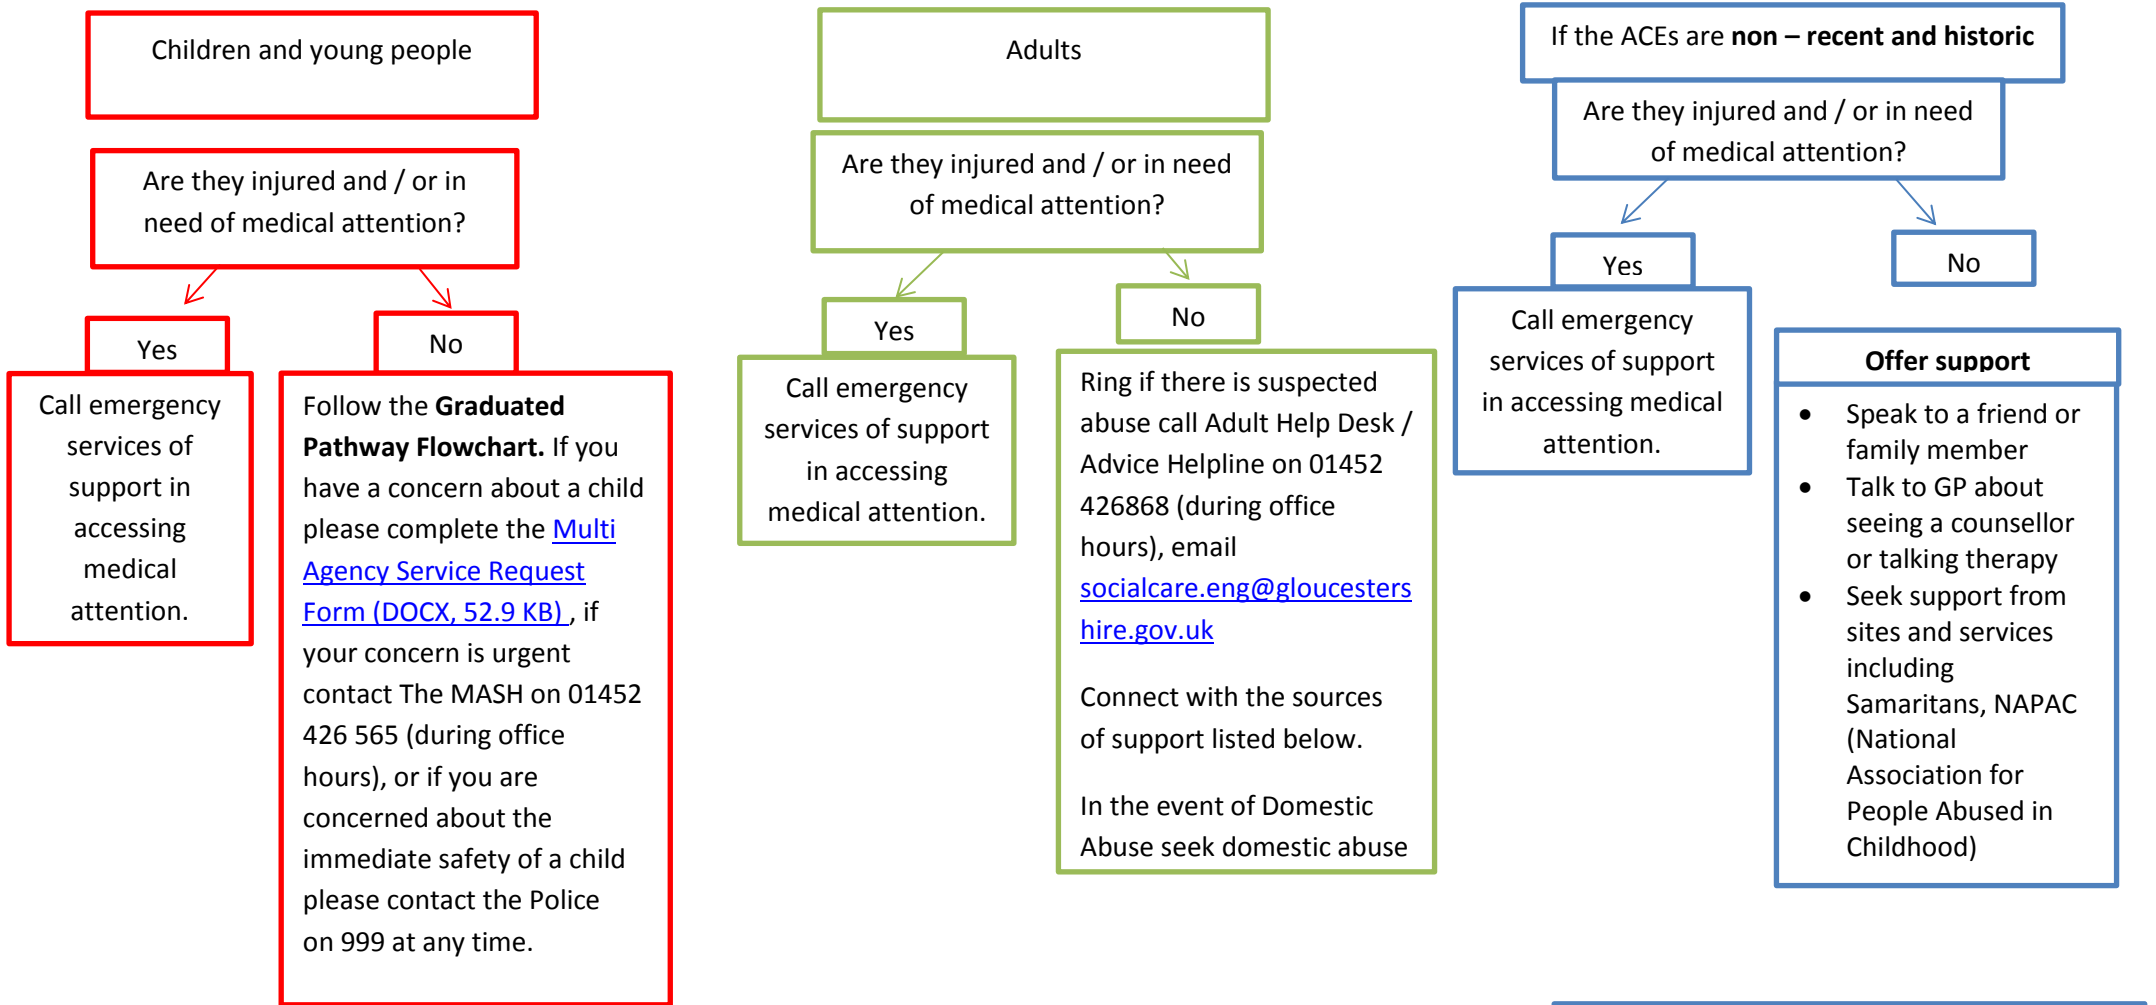 Children and young people
Are they injured and / or in
need of medical attention?
Yes
No
Call emergency
services of
support in
accessing
medical
attention.
Follow the Graduated
Pathway Flowchart. If you
have a concern about a child
please complete the Multi
Agency Service Request
Form (DOCX, 52.9 KB) , if
your concern is urgent
contact The MASH on 01452
426 565 (during office
hours), or if you are
concerned about the
immediate safety of a child
please contact the Police
on 999 at any time.
Adults
Are they injured and / or in need
of medical attention?
Yes
No
Call emergency
services of support
in accessing
medical attention.
Ring if there is suspected
abuse call Adult Help Desk /
Advice Helpline on 01452
426868 (during office
hours), email
socialcare.eng@gloucesters
hire.gov.uk
Connect with the sources
of support listed below.
In the event of Domestic
Abuse seek domestic abuse
If the ACEs are non – recent and historic
Are they injured and / or in need
of medical attention?
Yes
No
Call emergency
services of support
in accessing medical
attention.
Offer support
• Speak to a friend or
family member
• Talk to GP about
seeing a counsellor
or talking therapy
• Seek support from
sites and services
including
Samaritans, NAPAC
(National
Association for
People Abused in
Childhood)